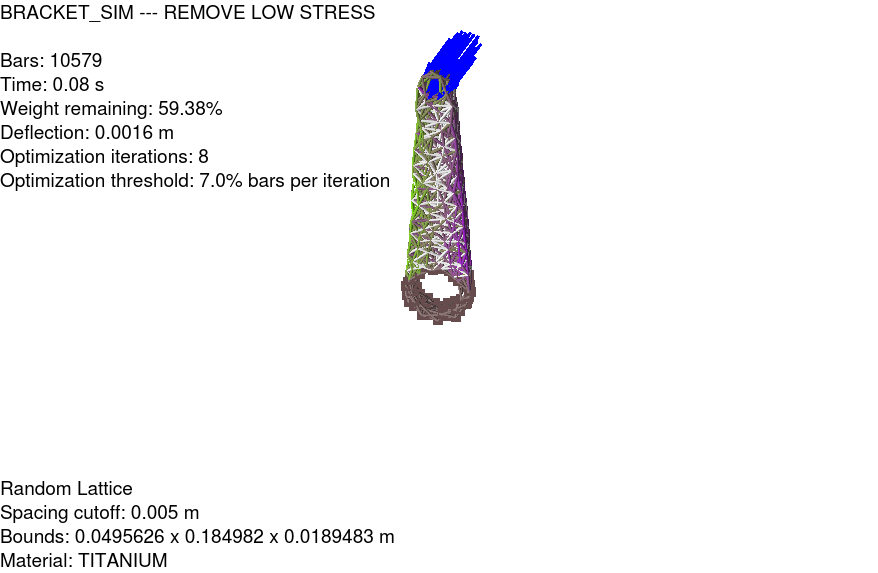 BRACKET_SIM --- REMOVE LOW STRESS
Bars: 10579
Time: 0.08 s
Weight remaining: 59.38%
Deflection: 0.0016 m
Optimization iterations: 8
Optimization threshold: 7.0% bars per iteration
Random Lattice
Spacing cutoff: 0.005 m
Bounds: 0.0495626 x 0.184982 x 0.0189483 m
Material: TITANIUM